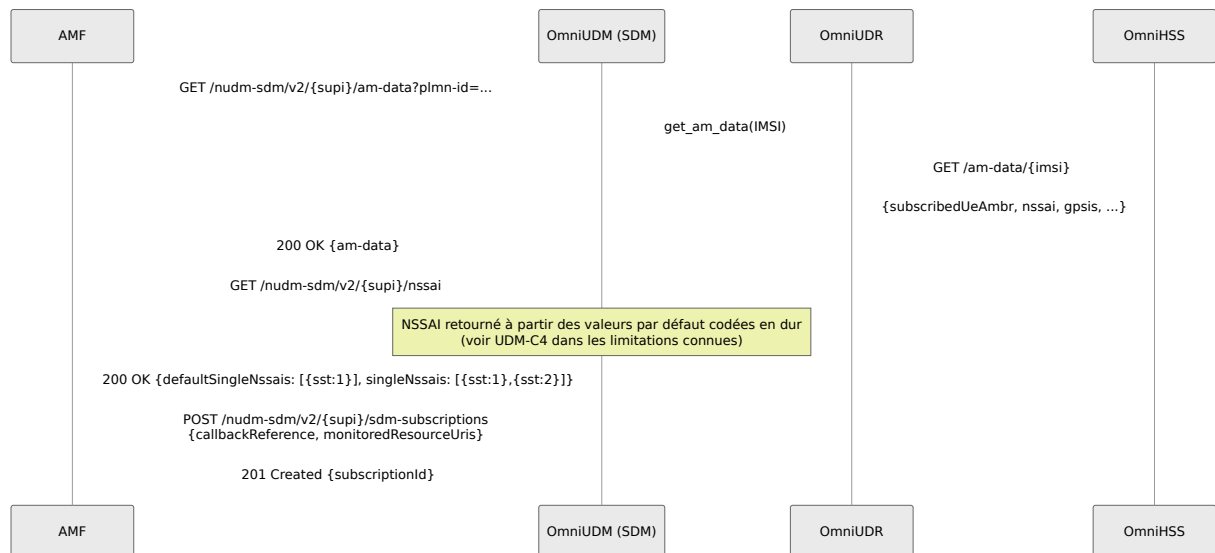 AMF
OmniUDM (SDM)
OmniUDR
OmniHSS
GET /nudm-sdm/v2/{supi}/am-data?plmn-id=...
get_am_data(IMSI)
GET /am-data/{imsi}
{subscribedUeAmbr, nssai, gpsis, ...}
200 OK {am-data}
GET /nudm-sdm/v2/{supi}/nssai
NSSAI retourné à partir des valeurs par défaut codées en dur
(voir UDM-C4 dans les limitations connues)
200 OK {defaultSingleNssais: [{sst:1}], singleNssais: [{sst:1},{sst:2}]}
POST /nudm-sdm/v2/{supi}/sdm-subscriptions
{callbackReference, monitoredResourceUris}
201 Created {subscriptionId}
AMF
OmniUDM (SDM)
OmniUDR
OmniHSS